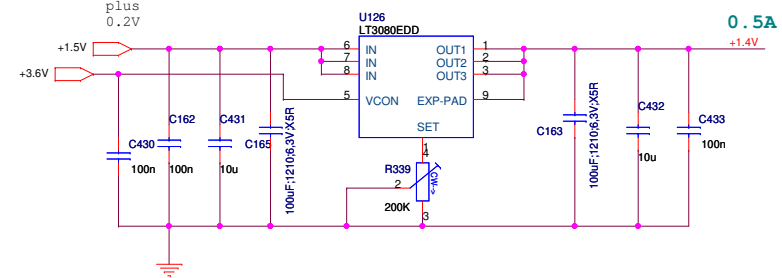 plus
0.2V
U126
LT3080EDD
0.5A
+1.5V
6
IN
OUT1
1
+1.4V
7
IN
OUT2
2
+3.6V
8
IN
OUT3
3
5
VCON
EXP-PAD
9
SET
C430
100n
C162
100n
C431
10u
C165
100uF;1210;6,3V;X5R
1
4
R339
2
CW->
200K
3
C163
100uF;1210;6,3V;X5R
C432
10u
C433
100n